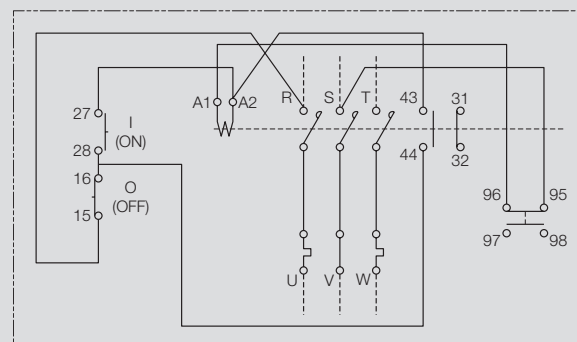 R S T 43 31
A1 A2
27 I
(ON)
28
44 32
16 O
(OFF)
15
96 95
97 98
U V W